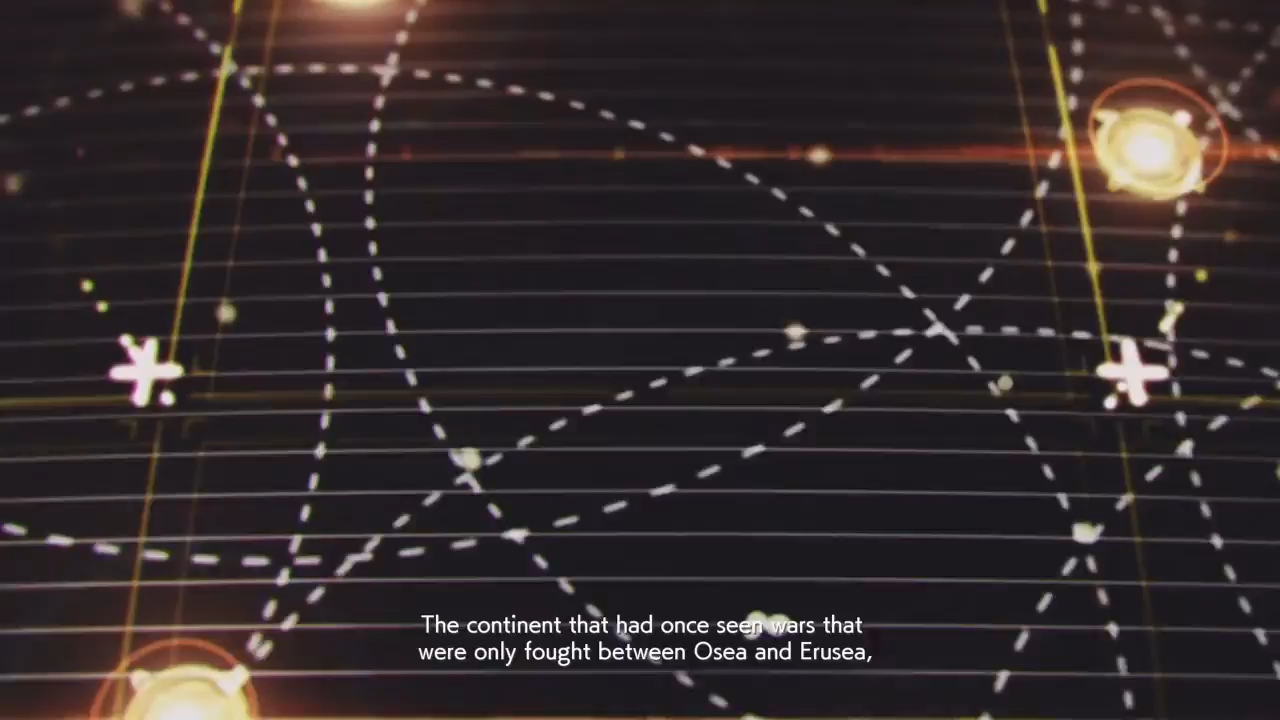 The continent that had once seen wars that
were only fought between Osea and Erusea,